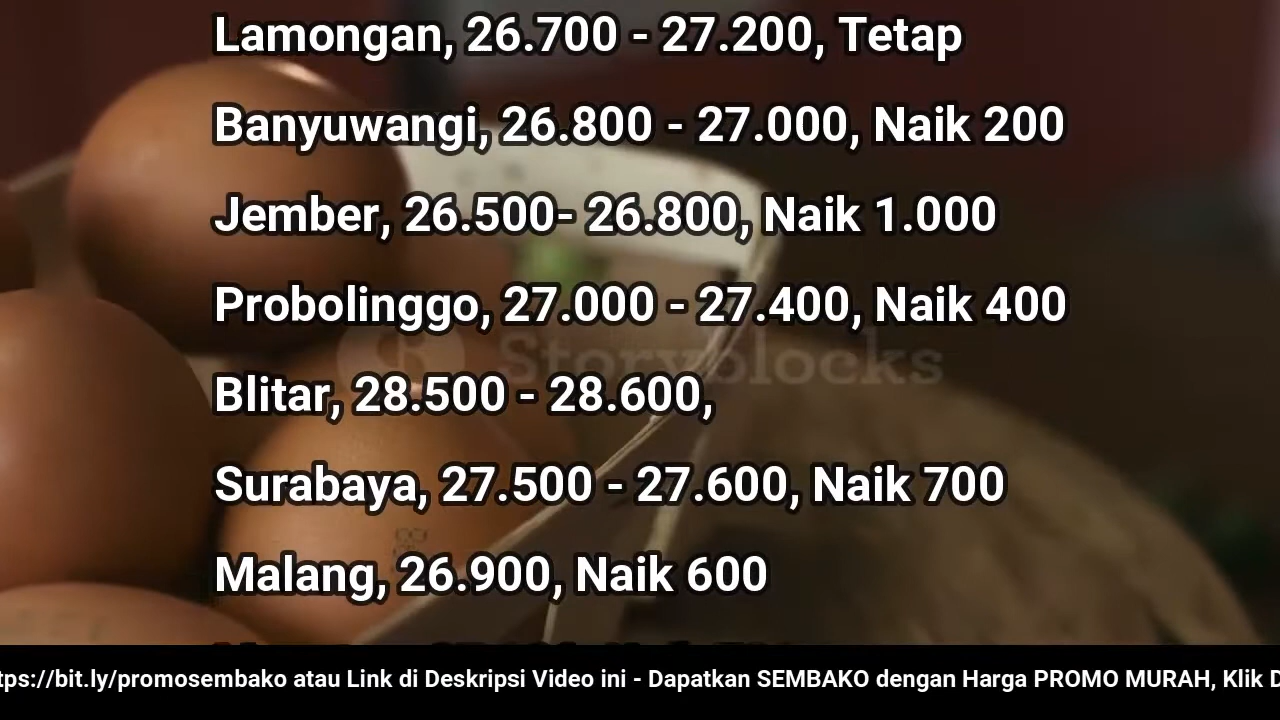 Lamongan, 26.700 - 27.200, Tetap
Banyuwangi, 26.800 - 27.000, Naik 200
Jember, 26.500- 26.800, Naik 1.000
Probolinggo, 27.000 - 27.400, Naik 400
Storyblocks
Blitar, 28.500 - 28.600,
Surabaya, 27.500 - 27.600, Naik 700
Malang, 26.900, Naik 600
tps://bit.ly/promosembako atau Link di Deskripsi Video ini - Dapatkan SEMBAKO dengan Harga PROMO MURAH, Klik D